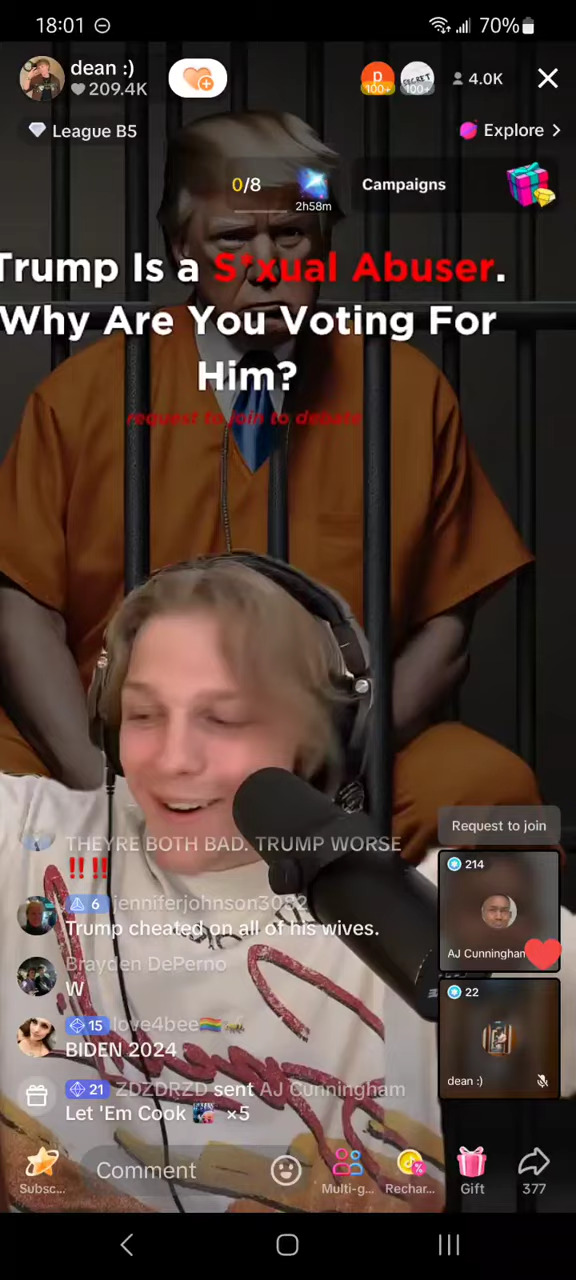 18:01
70%
dean :)
209.4K
D
100+
SECRET
100+
4.0K
League B5
Explore
0/8
2h58m
Campaigns
Trump Is a S*xual Abuser.
Why Are You Voting For
Him?
request to join to debate
Request to join
THEYRE BOTH BAD. TRUMP WORSE
‼️‼️
6 jenniferjohnson3082
Trump cheated on all of his wives.
Brayden DePerno
W
15 love4bee🏳️‍🌈🐝
BIDEN 2024
21 ZDZDRZD sent AJ Cunningham
Let 'Em Cook ×5
214
AJ Cunningham
22
dean :)
Subsc...
Comment
Multi-g...
Rechar...
Gift
377